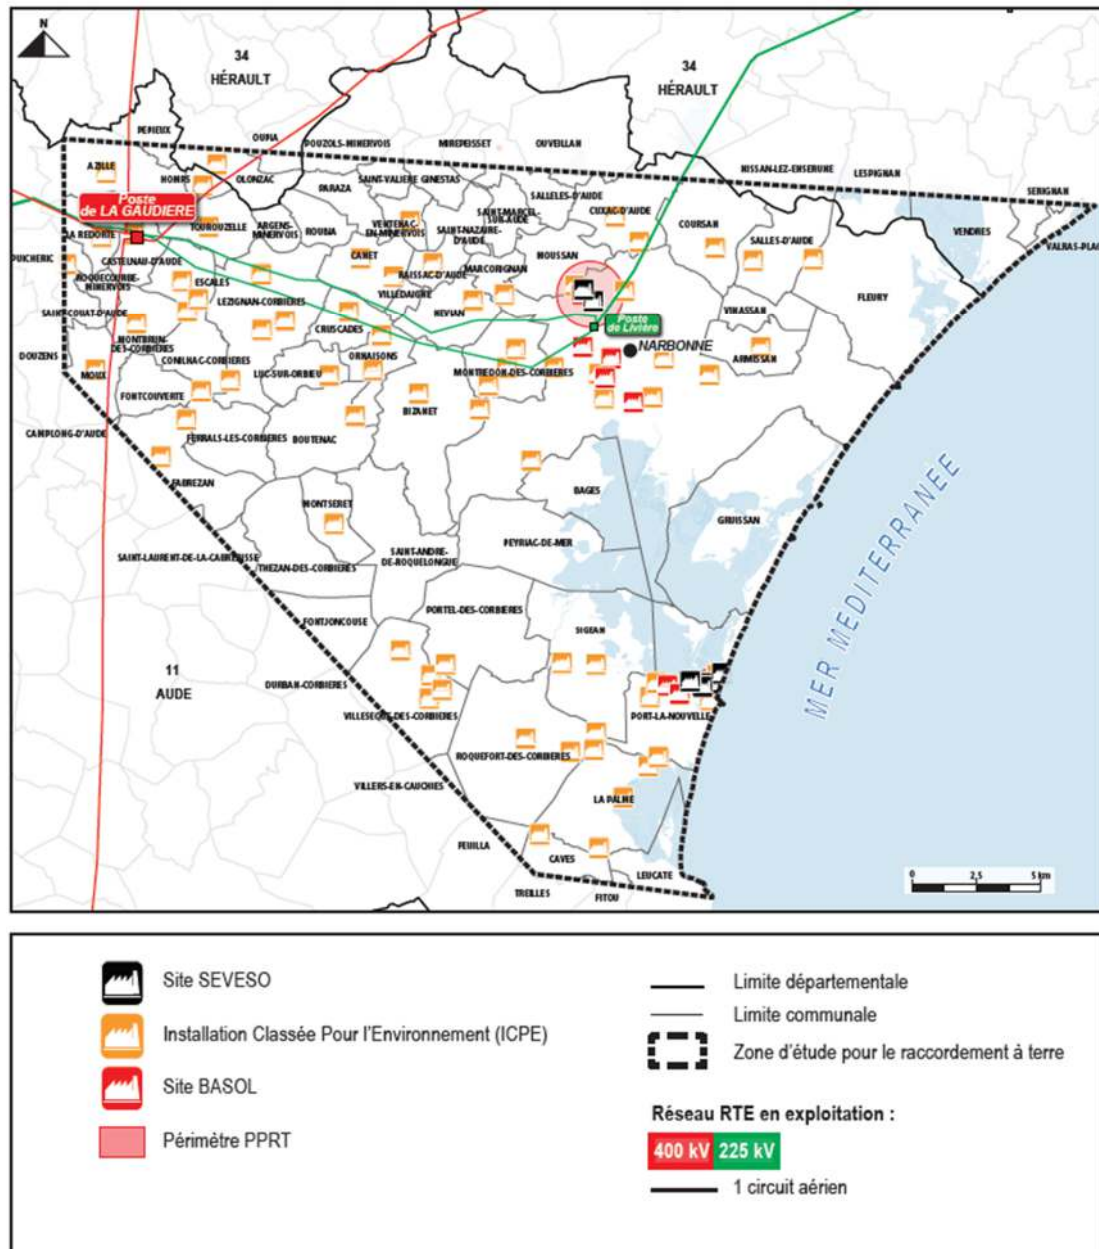 N
34
HÉRAULT
34
HÉRAULT
PEPIEUX
OUPIA
POUZOLS-MINERVOIS
MIREPEISSET
OUVEILLAN
NISSAN-LEZ-ENSERUNE
LESPIGNAN
SERIGNAN
AZILLE
HOMPS
OLONZAC
PARAZA
SAINT-VALIERE
GINESTAS
SALLELES-D'AUDE
CUXAC-D'AUDE
COURSAN
VENDRES
VALRAS-PLAGE
Poste
de LA GAUDIERE
SAINT-MARCEL-
SUR-AUDE
LA REDORTE
TOUROUZELLE
ARGENS-
MINERVOIS
ROUBIA
VENTENAC-
EN-MINERVOIS
SAINT-NAZAIRE-
D'AUDE
SALLES-D'AUDE
PUICHERIC
CASTELNAU-D'AUDE
CANET
RAISSAC-D'AUDE
MARCORIGNAN
MOUSSAN
FLEURY
ROQUECOURBE-
MINERVOIS
ESCALES
LEZIGNAN-CORBIERES
VILLEDAIGNE
NEVIAN
VINASSAN
SAINT-COUAT-D'AUDE
CRUSCADES
Poste
de Livière
NARBONNE
MONTBRUN-
DES-CORBIERES
ORNAISONS
ARMISSAN
DOUZENS
MOUX
CONILHAC-CORBIERES
LUC-SUR-ORBIEU
MONTREDON-DES-CORBIERES
FONTCOUVERTE
BIZANET
CAMPLONG-D'AUDE
FERRALS-LES-CORBIERES
BOUTENAC
FABREZAN
BAGES
MONTSERET
GRUISSAN
SAINT-LAURENT-DE-LA-CABRERISSE
THEZAN-DES-CORBIERES
SAINT-ANDRE-
DE-ROQUELONGUE
PEYRIAC-DE-MER
MER MÉDITERRANÉE
FONTJONCOUSE
PORTEL-DES-CORBIERES
SIGEAN
11
AUDE
DURBAN-CORBIERES
VILLESEQUE-DES-CORBIERES
PORT-LA-NOUVELLE
ROQUEFORT-DES-CORBIERES
VILLERS-EN-CAUCHIES
LA PALME
FEUILLA
CAVES
LEUCATE
TREILLES
FITOU
0 2,5 5 km
Site SEVESO
Installation Classée Pour l'Environnement (ICPE)
Site BASOL
Périmètre PPRT
Limite départementale
Limite communale
Zone d'étude pour le raccordement à terre
Réseau RTE en exploitation :
400 kV 225 kV
1 circuit aérien